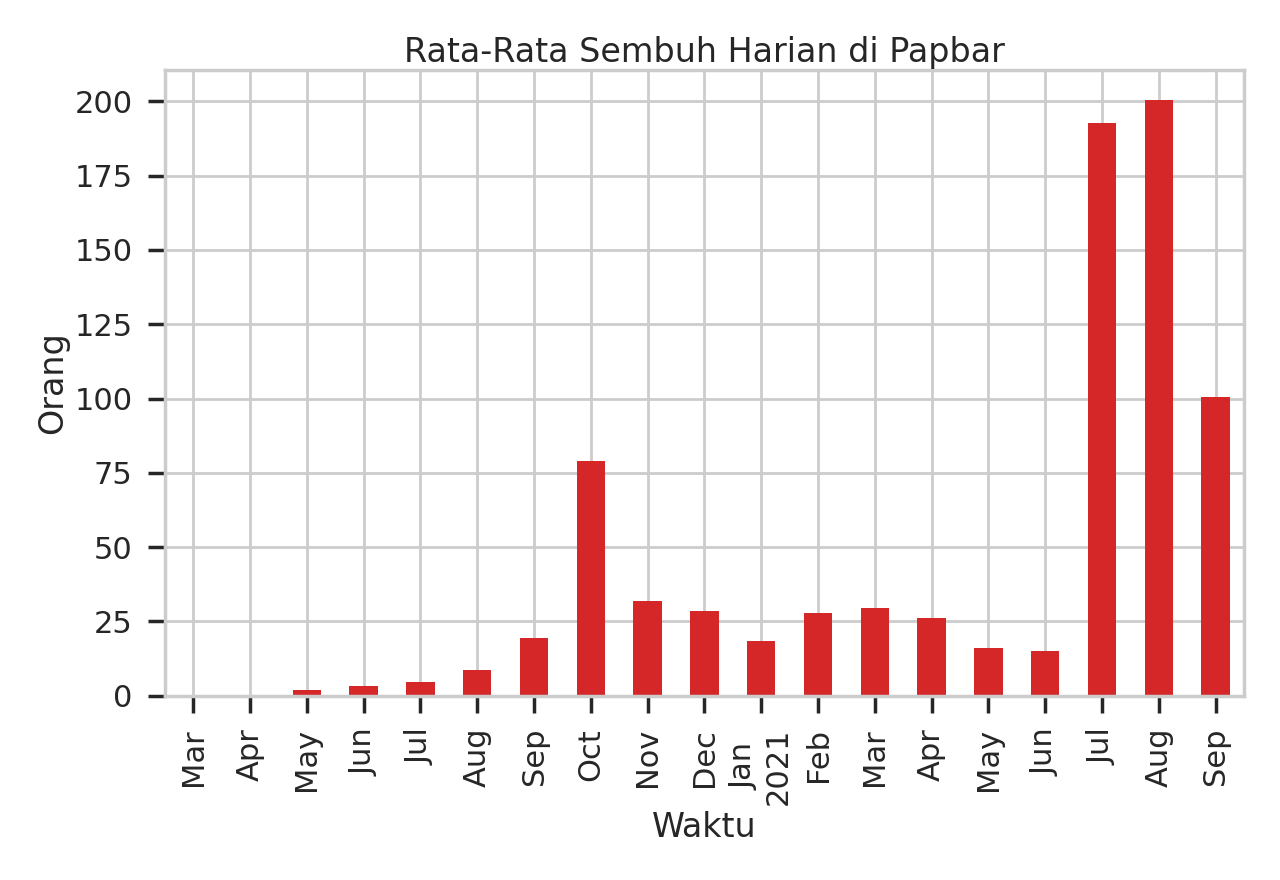 Rata-Rata Sembuh Harian di Papbar
Orang
200
175
150
125
100
75
50
25
0
Mar
Apr
May
Jun
Jul
Aug
Sep
Oct
Nov
Dec
Jan
2021
Feb
Mar
Apr
May
Jun
Jul
Aug
Sep
Waktu